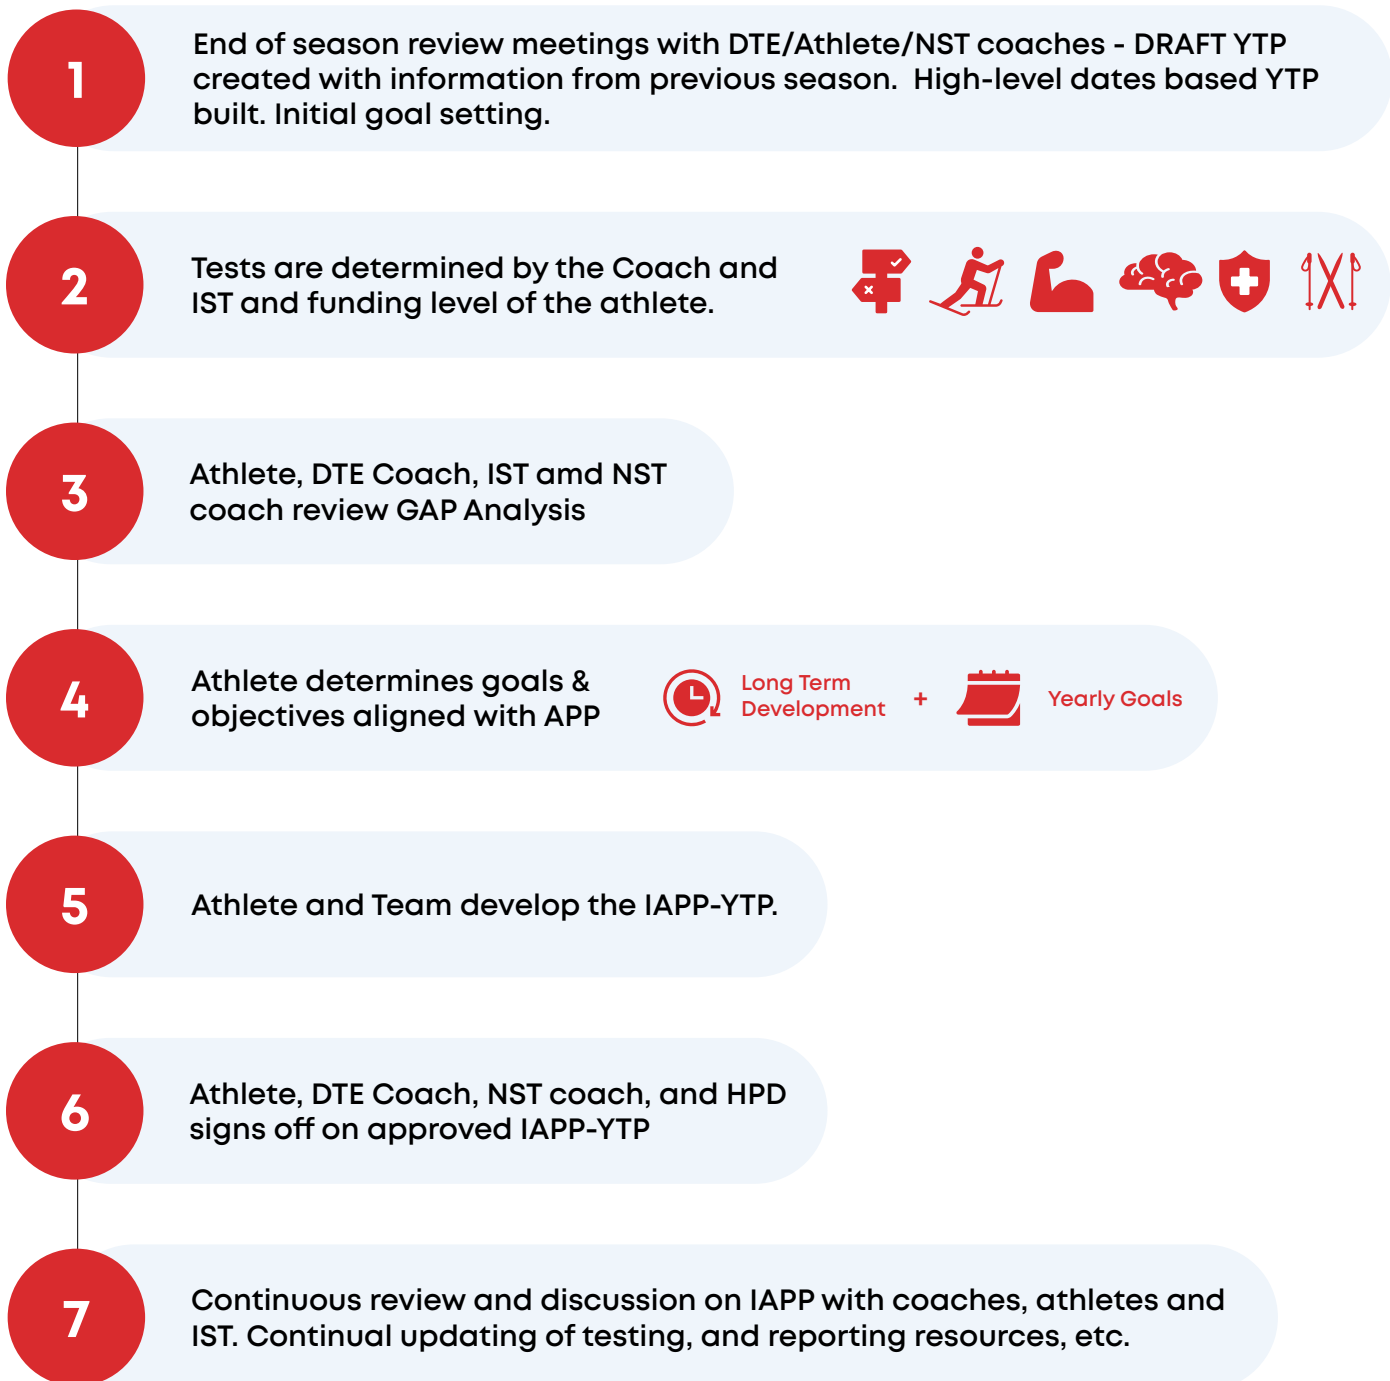 1
End of season review meetings with DTE/Athlete/NST coaches - DRAFT YTP
created with information from previous season.  High-level dates based YTP
built. Initial goal setting.
2
Tests are determined by the Coach and
IST and funding level of the athlete.
3
Athlete, DTE Coach, IST amd NST
coach review GAP Analysis
4
Athlete determines goals &
objectives aligned with APP
Long Term
Development
+
Yearly Goals
5
Athlete and Team develop the IAPP-YTP.
6
Athlete, DTE Coach, NST coach, and HPD
signs off on approved IAPP-YTP
7
Continuous review and discussion on IAPP with coaches, athletes and
IST. Continual updating of testing, and reporting resources, etc.